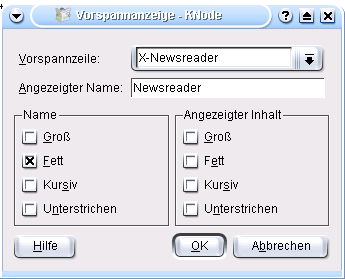 Vorspannanzeige - KNode
Vorspannzeile: X-Newsreader
Angezeigter Name: Newsreader
Name Angezeigter Inhalt
Groß Groß
Fett Fett
Kursiv Kursiv
Unterstrichen Unterstrichen
Hilfe OK Abbrechen